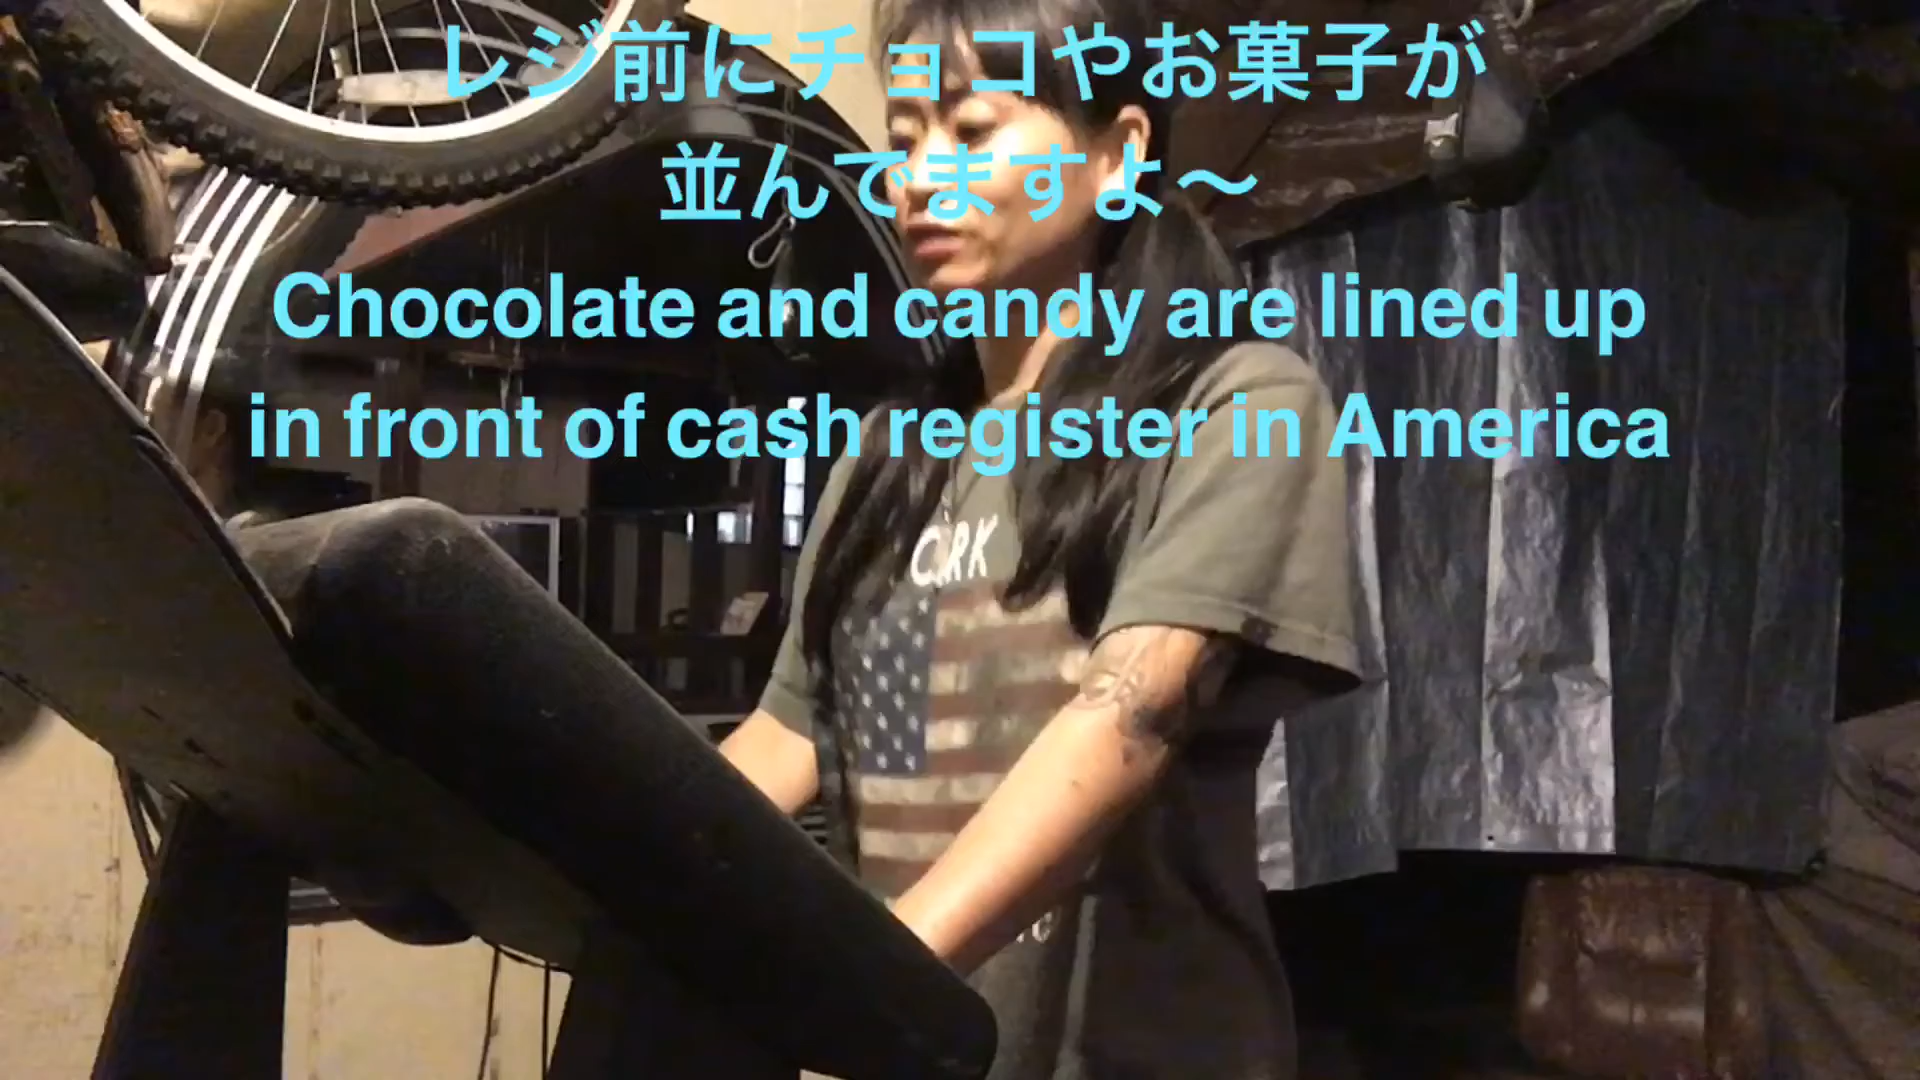 レジ前にチョコやお菓子が
並んでますよ〜
Chocolate and candy are lined up
in front of cash register in America